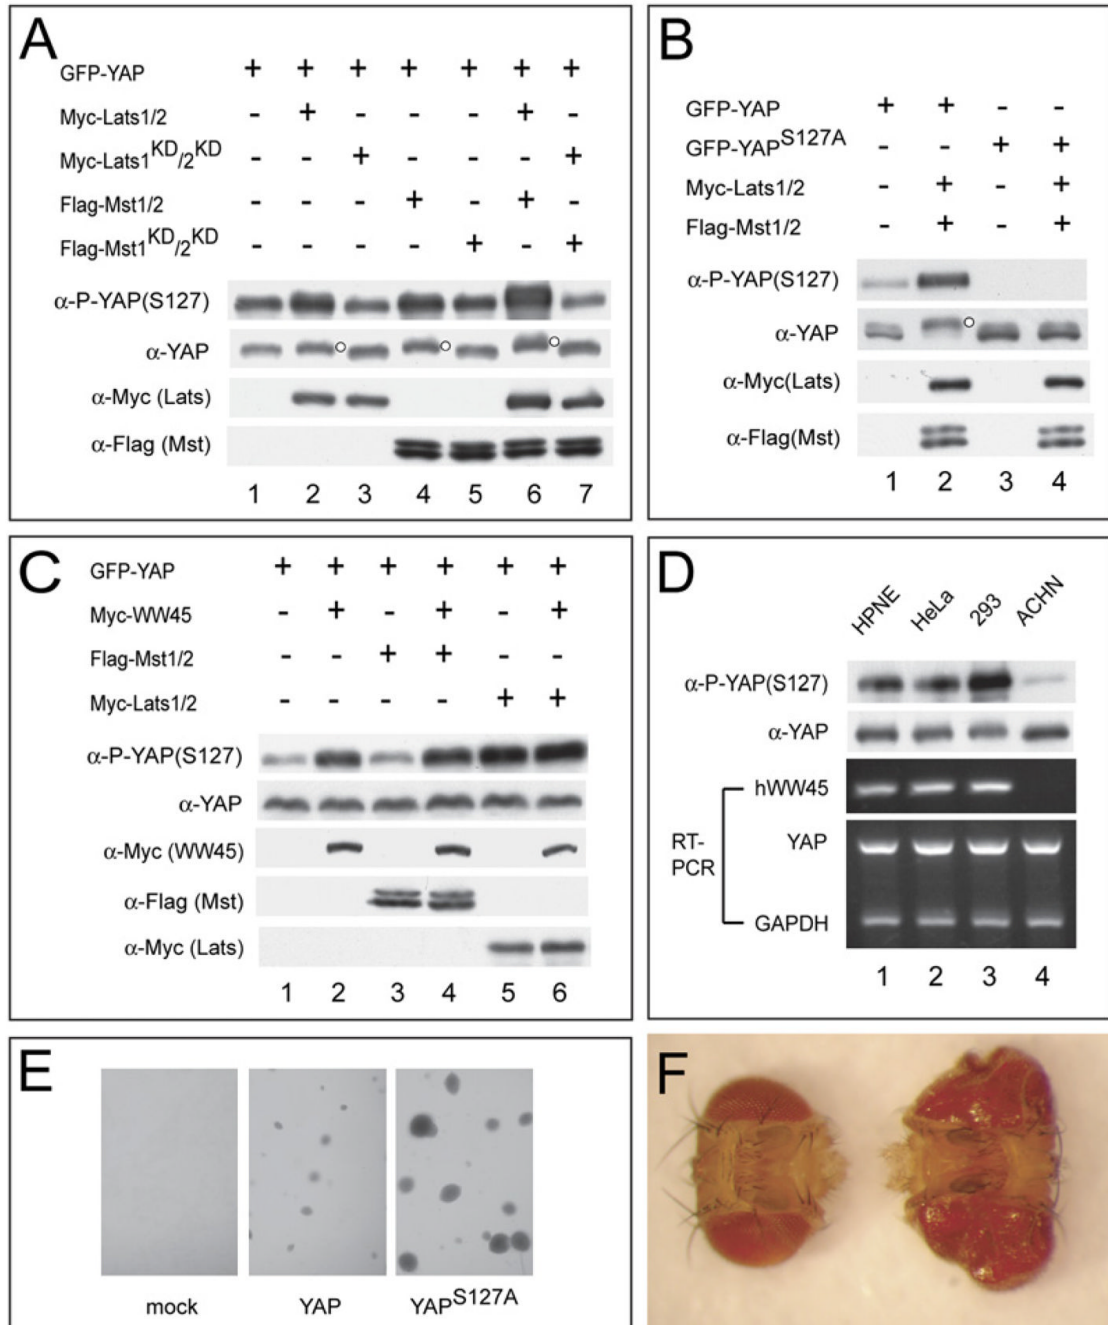 A
GFP-YAP + + + + + + +
Myc-Lats1/2 - + - - - + -
Myc-Lats1KD/2KD - - + - - - +
Flag-Mst1/2 - - - + - + -
Flag-Mst1KD/2KD - - - - + - +
α-P-YAP(S127)
α-YAP
α-Myc (Lats)
α-Flag (Mst)
1 2 3 4 5 6 7
B
GFP-YAP + + - -
GFP-YAPS127A - - + +
Myc-Lats1/2 - + - +
Flag-Mst1/2 - + - +
α-P-YAP(S127)
α-YAP
α-Myc(Lats)
α-Flag(Mst)
1 2 3 4
C
GFP-YAP + + + + + +
Myc-WW45 - + - + - +
Flag-Mst1/2 - - + + - -
Myc-Lats1/2 - - - - + +
α-P-YAP(S127)
α-YAP
α-Myc (WW45)
α-Flag (Mst)
α-Myc (Lats)
1 2 3 4 5 6
D
HPNE HeLa 293 ACHN
α-P-YAP(S127)
α-YAP
hWW45
RT-PCR
YAP
GAPDH
1 2 3 4
E
mock YAP YAPS127A
F